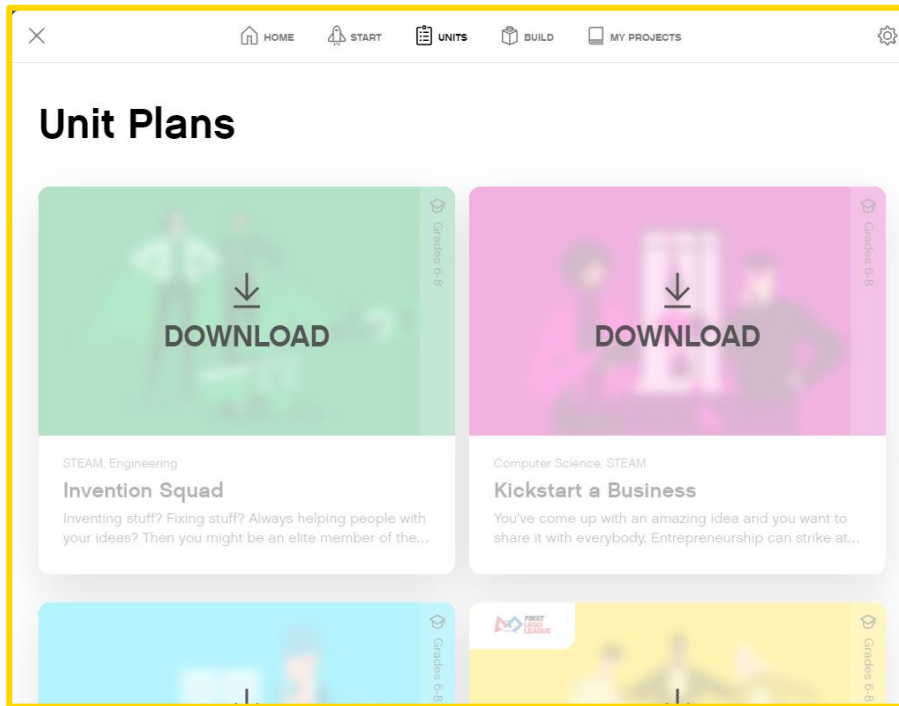 HOME START UNITS BUILD MY PROJECTS
Unit Plans
Grades 6-8
DOWNLOAD
STEAM, Engineering
Invention Squad
Inventing stuff? Fixing stuff? Always helping people with
your ideas? Then you might be an elite member of the...
Grades 6-8
DOWNLOAD
Computer Science, STEAM
Kickstart a Business
You've come up with an amazing idea and you want to
share it with everybody. Entrepreneurship can strike at...
Grades 6-8
FIRST
LEGO
LEAGUE
Grades 6-8